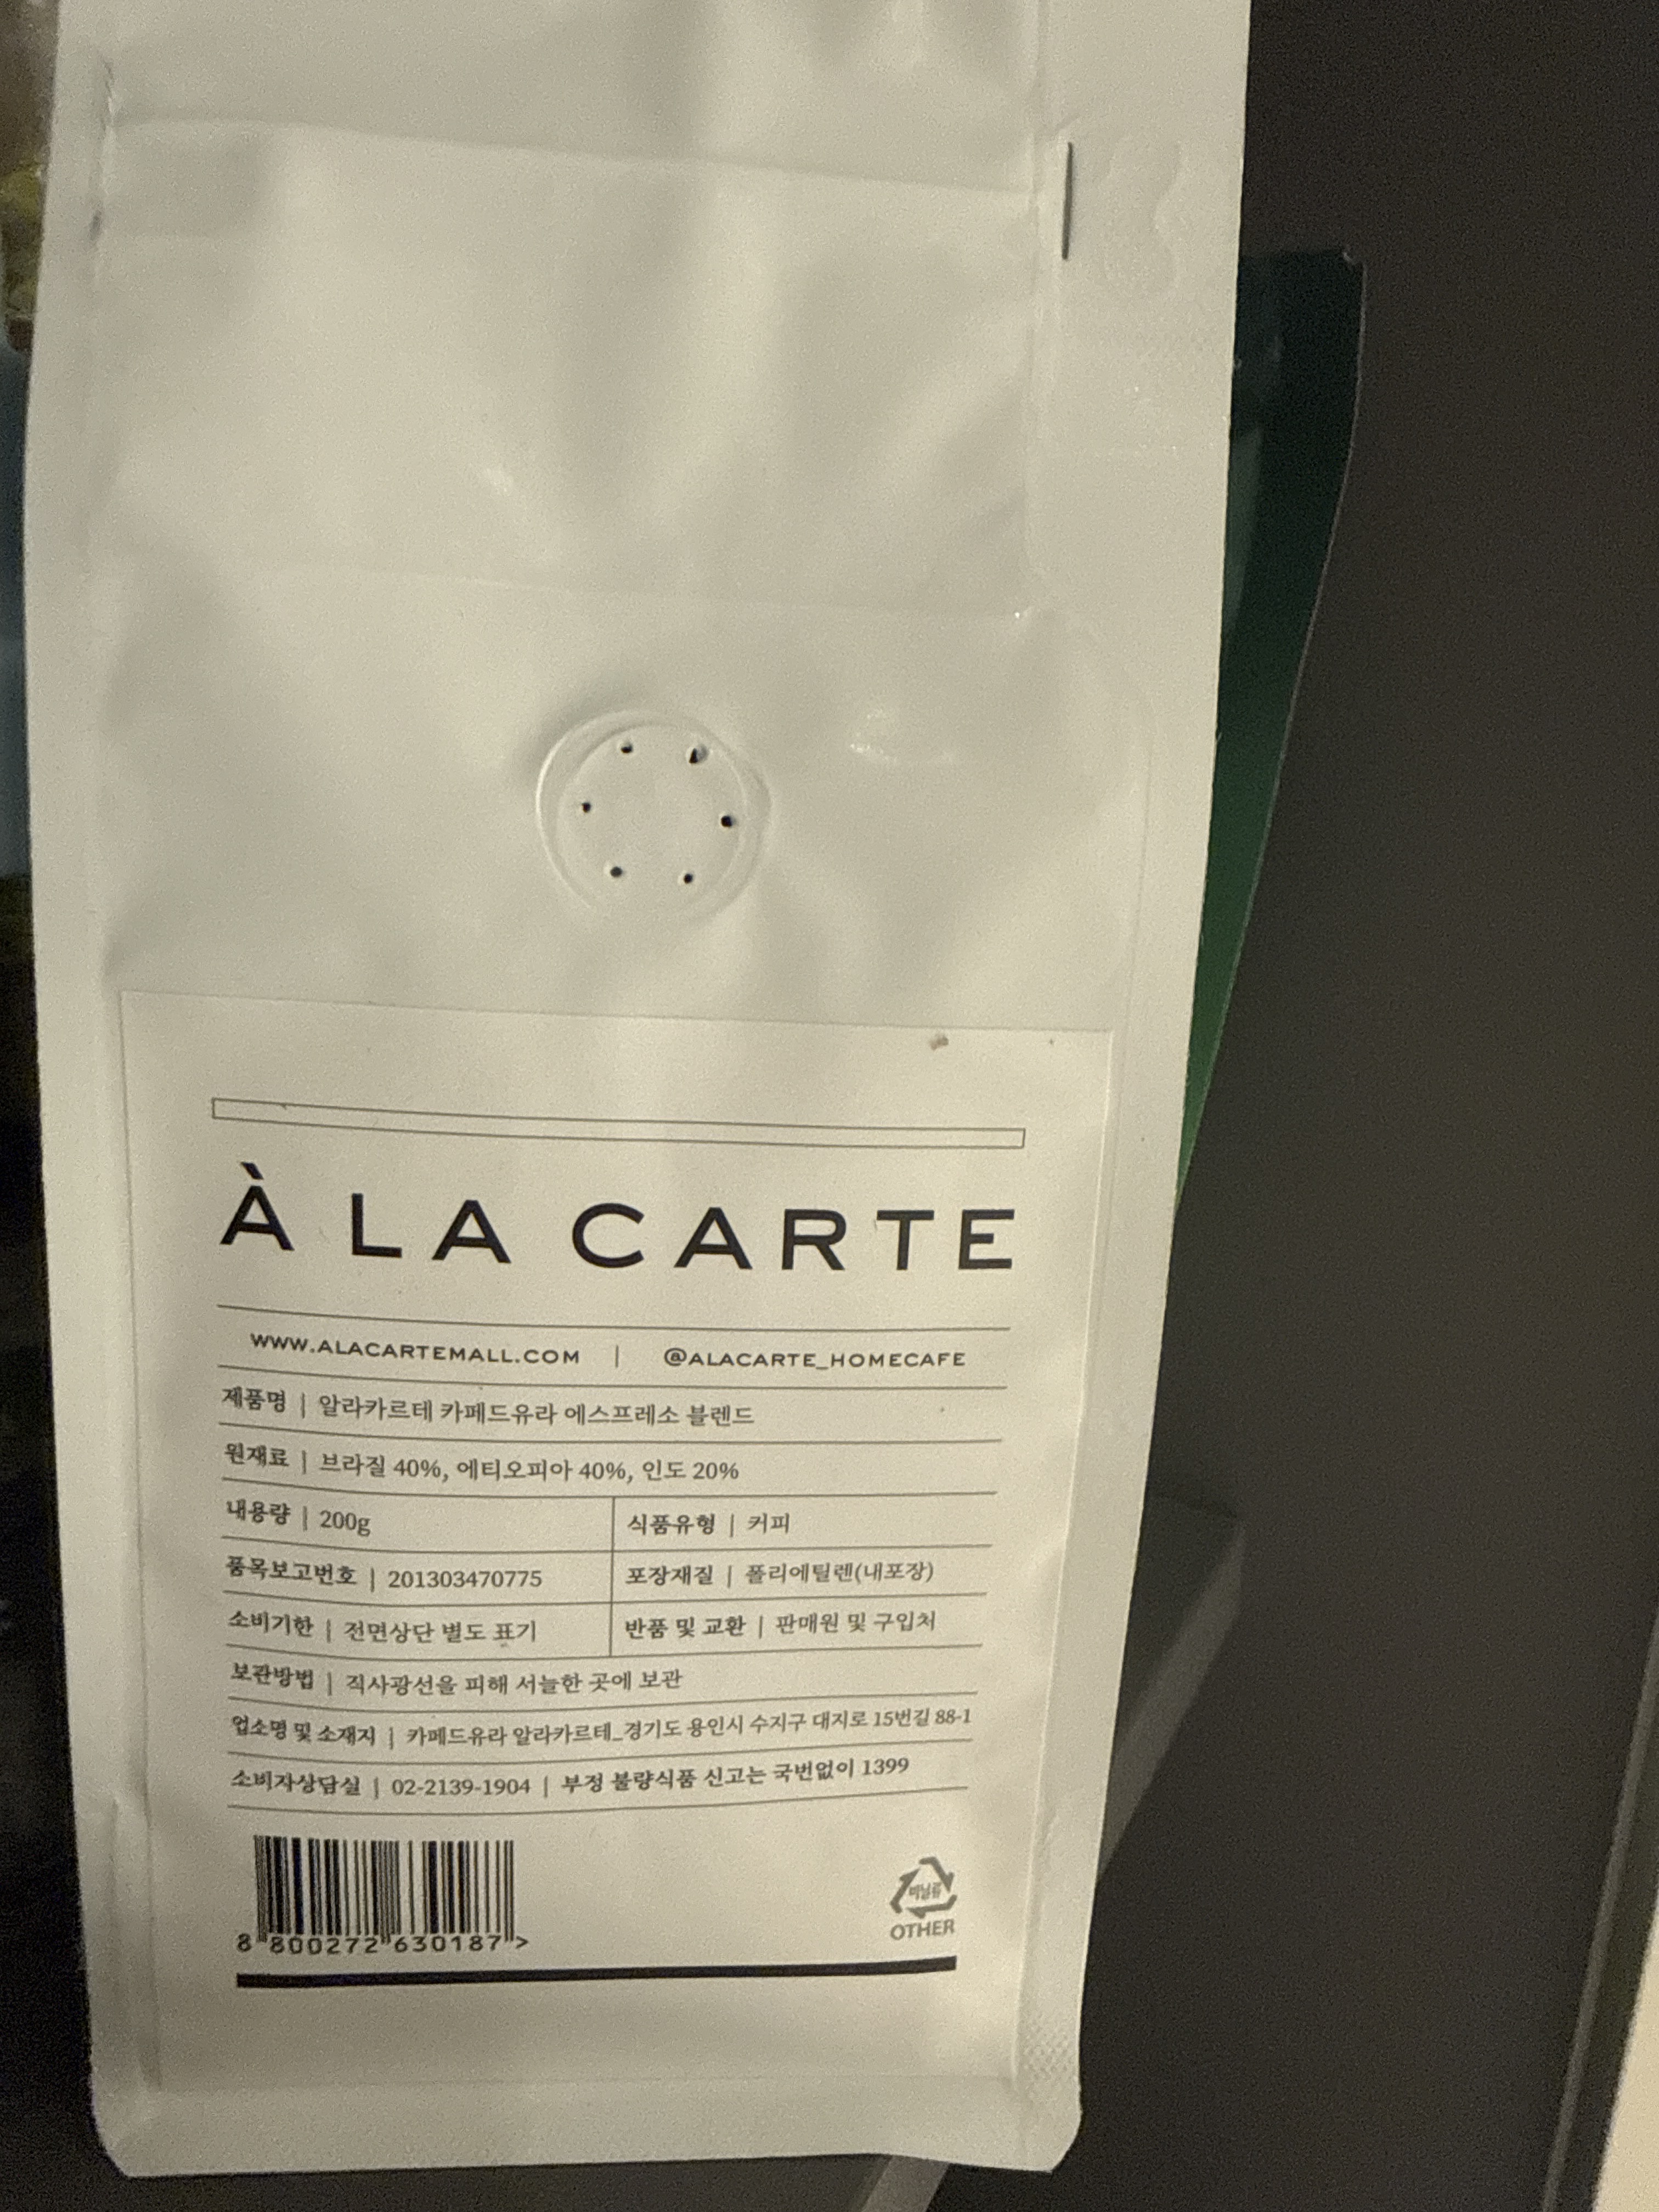 À LA CARTE
WWW.ALACARTEMALL.COM | @ALACARTE_HOMECAFE
제품명 | 알라카르테 카페드유라 에스프레소 블렌드
원재료 | 브라질 40%, 에티오피아 40%, 인도 20%
내용량 | 200g 식품유형 | 커피
품목보고번호 | 201303470775 포장재질 | 폴리에틸렌(내포장)
소비기한 | 전면상단 별도 표기 반품 및 교환 | 판매원 및 구입처
보관방법 | 직사광선을 피해 서늘한 곳에 보관
업소명 및 소재지 | 카페드유라 알라카르테_경기도 용인시 수지구 대지로 15번길 88-1
소비자상담실 | 02-2139-1904 | 부정 불량식품 신고는 국번없이 1399
비닐류
OTHER
8 800272 630187 >